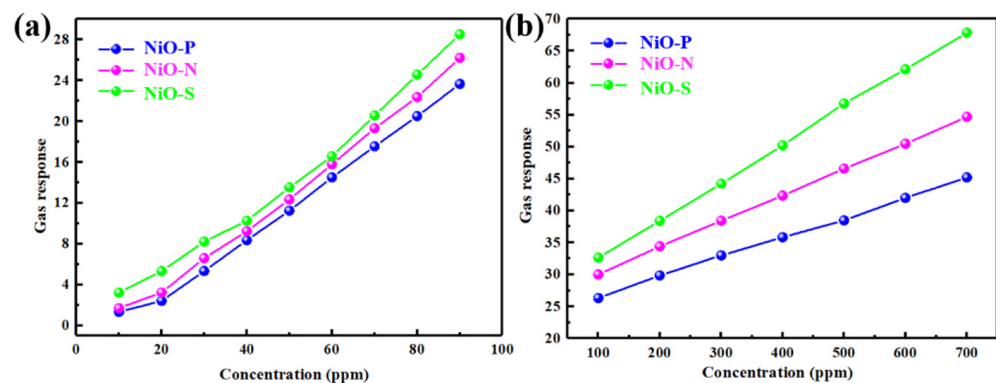 (a)
NiO-P
NiO-N
NiO-S
Gas response
28
24
20
16
12
8
4
0
0 20 40 60 80 100
Concentration (ppm)
(b)
NiO-P
NiO-N
NiO-S
Gas response
70
65
60
55
50
45
40
35
30
25
20
100 200 300 400 500 600 700
Concentration (ppm)